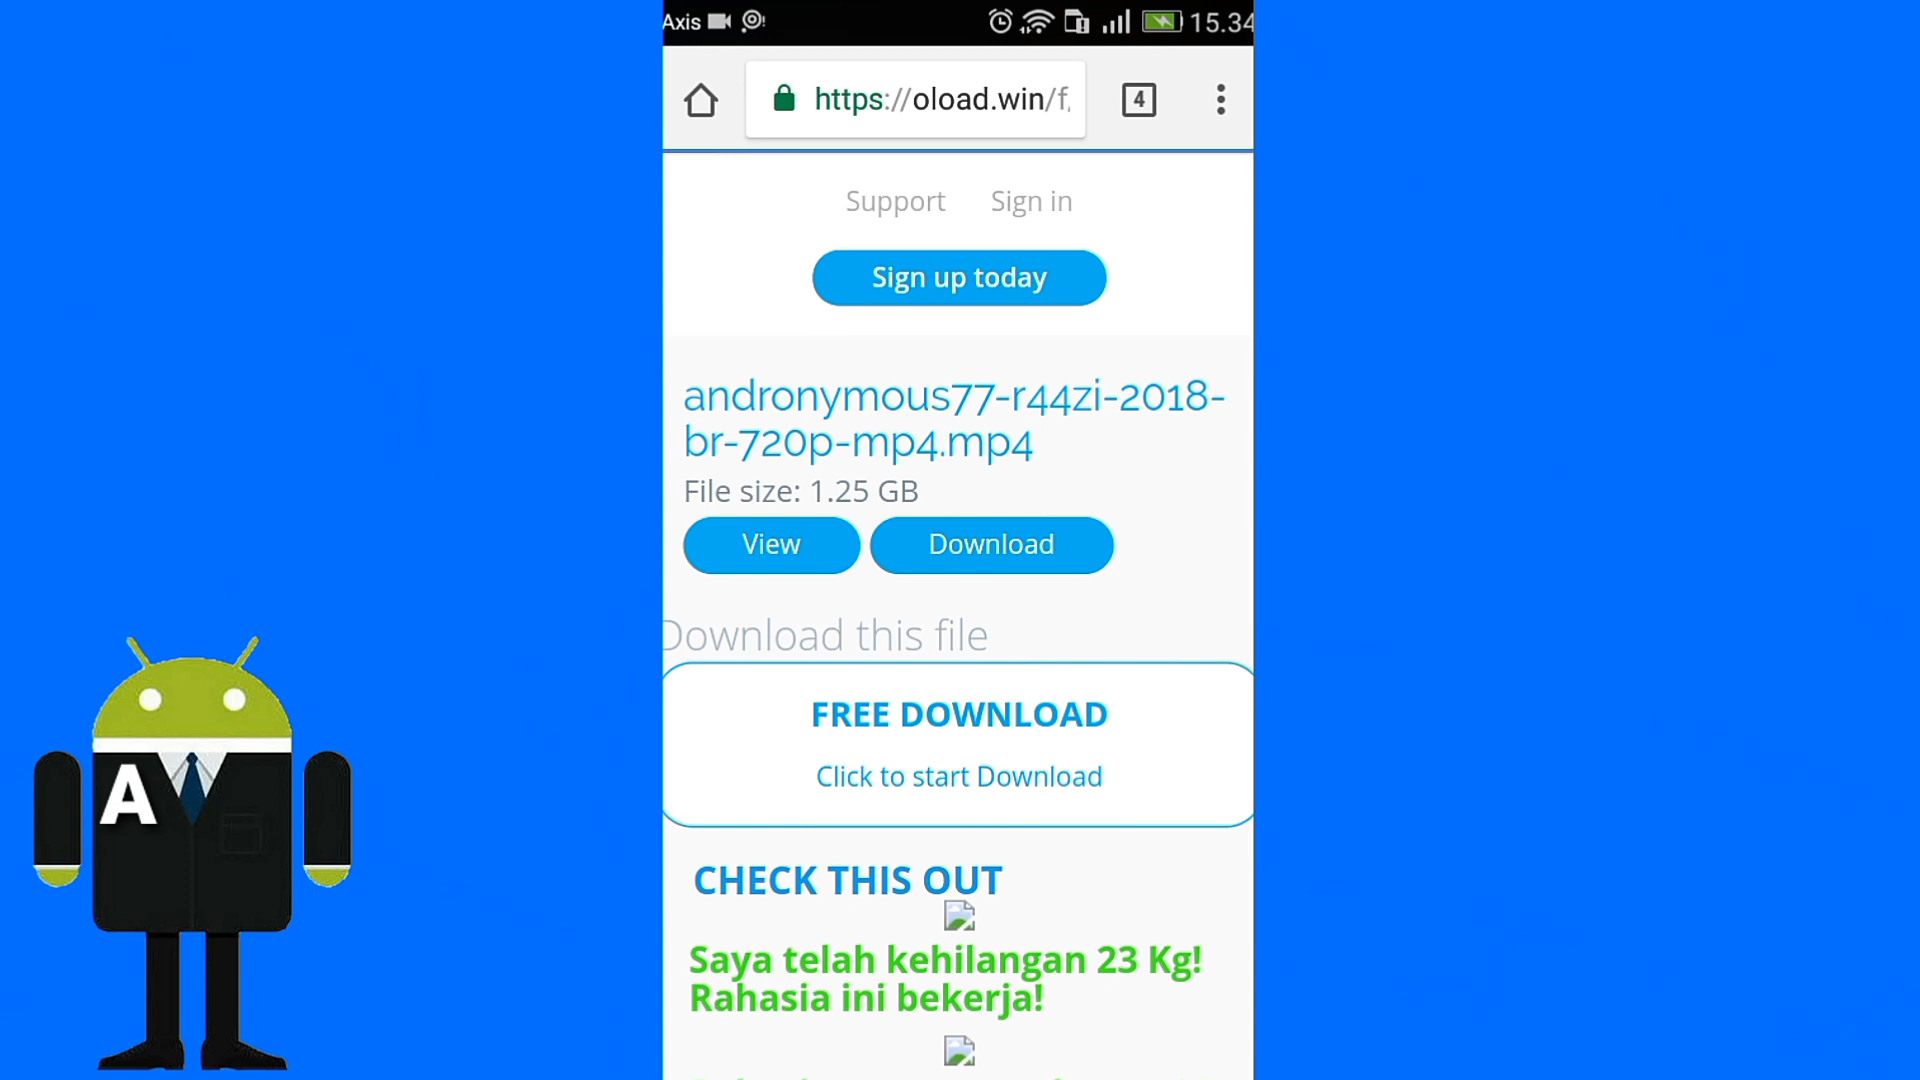 Axis 15.34
https://oload.win/f
4
Support Sign in
Sign up today
andronymous77-r44zi-2018-
br-720p-mp4.mp4
File size: 1.25 GB
View Download
Download this file
FREE DOWNLOAD
Click to start Download
A
CHECK THIS OUT
Saya telah kehilangan 23 Kg!
Rahasia ini bekerja!